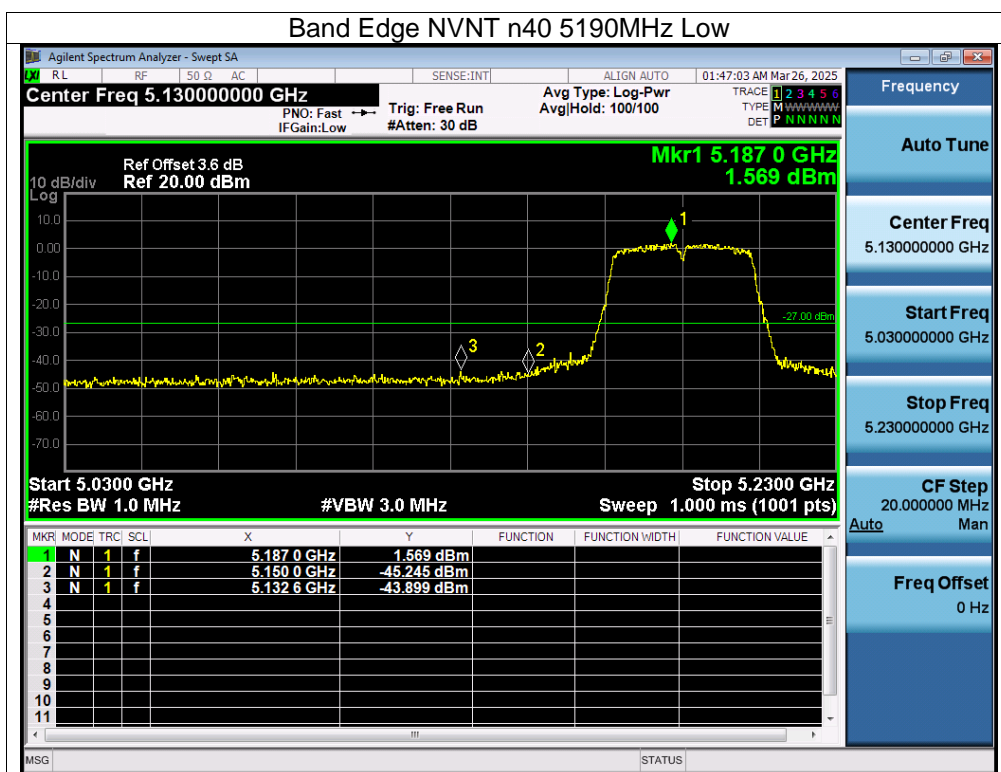 Band Edge NVNT n40 5190MHz Low
Agilent Spectrum Analyzer - Swept SA
LXI RL RF 50 Ω AC SENSE:INT ALIGN AUTO 01:47:03 AM Mar 26, 2025
Center Freq 5.130000000 GHz
PNO: Fast
IFGain:Low
Trig: Free Run
#Atten: 30 dB
Avg Type: Log-Pwr
Avg|Hold: 100/100
TRACE 1 2 3 4 5 6
TYPE M WWWWW
DET P N N N N N
Ref Offset 3.6 dB
10 dB/div Ref 20.00 dBm
Log
Mkr1 5.187 0 GHz
1.569 dBm
10.0
0.00
-10.0
-20.0
-30.0
-40.0
-50.0
-60.0
-70.0
1
-27.00 dBm
3
2
Start 5.0300 GHz Stop 5.2300 GHz
#Res BW 1.0 MHz #VBW 3.0 MHz Sweep 1.000 ms (1001 pts)
MKR MODE TRC SCL X Y FUNCTION FUNCTION WIDTH FUNCTION VALUE
1 N 1 f 5.187 0 GHz 1.569 dBm
2 N 1 f 5.150 0 GHz -45.245 dBm
3 N 1 f 5.132 6 GHz -43.899 dBm
4
5
6
7
8
9
10
11
MSG STATUS
Frequency
Auto Tune
Center Freq
5.130000000 GHz
Start Freq
5.030000000 GHz
Stop Freq
5.230000000 GHz
CF Step
20.000000 MHz
Auto Man
Freq Offset
0 Hz